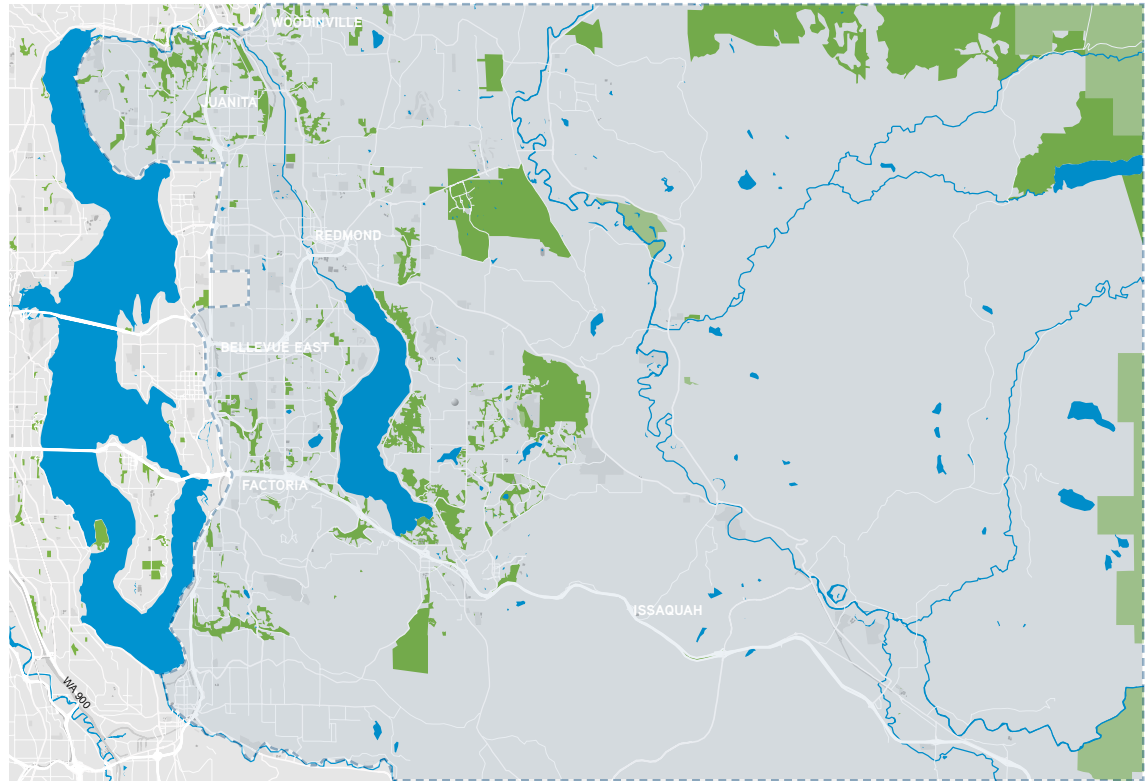 WOODINVILLE
JUANITA
REDMOND
BELLEVUE EAST
FACTORIA
ISSAQUAH
WA 900